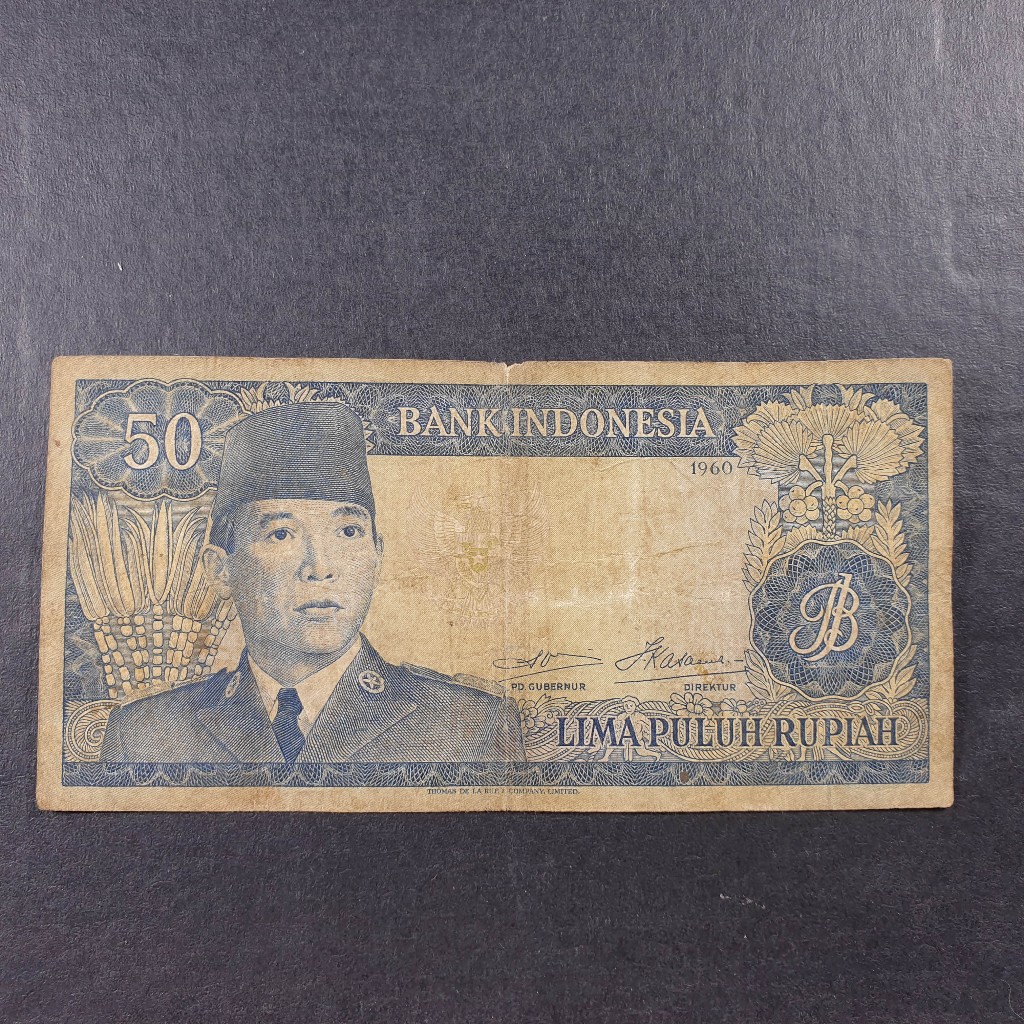 50
BANK INDONESIA
1960
PD. GUBERNUR
DIREKTUR
LIMA PULUH RUPIAH
THOMAS DE LA RUE & COMPANY, LIMITED.